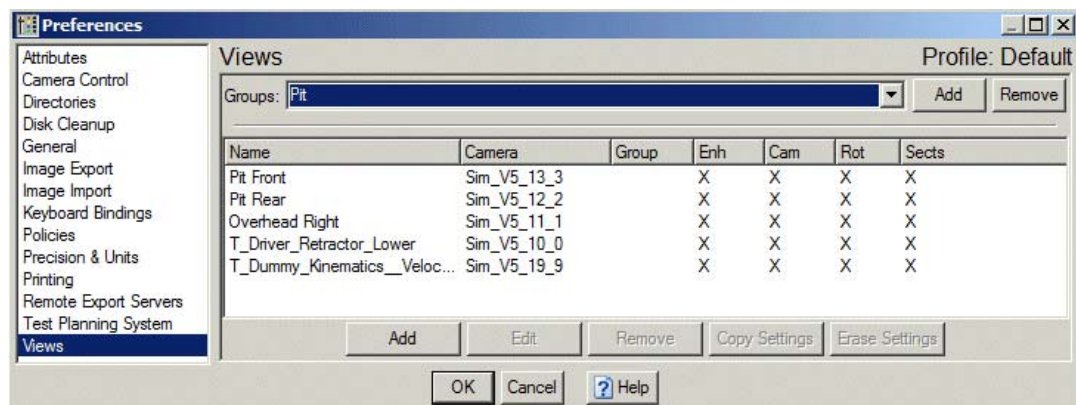 Preferences
Attributes
Camera Control
Directories
Disk Cleanup
General
Image Export
Image Import
Keyboard Bindings
Policies
Precision & Units
Printing
Remote Export Servers
Test Planning System
Views
Views Profile: Default
Groups: Pit Add Remove
Name Camera Group Enh Cam Rot Sects
Pit Front Sim_V5_13_3 X X X X
Pit Rear Sim_V5_12_2 X X X X
Overhead Right Sim_V5_11_1 X X X X
T_Driver_Retractor_Lower Sim_V5_10_0 X X X X
T_Dummy_Kinematics__Veloc... Sim_V5_19_9 X X X X
Add Edit Remove Copy Settings Erase Settings
OK Cancel ? Help